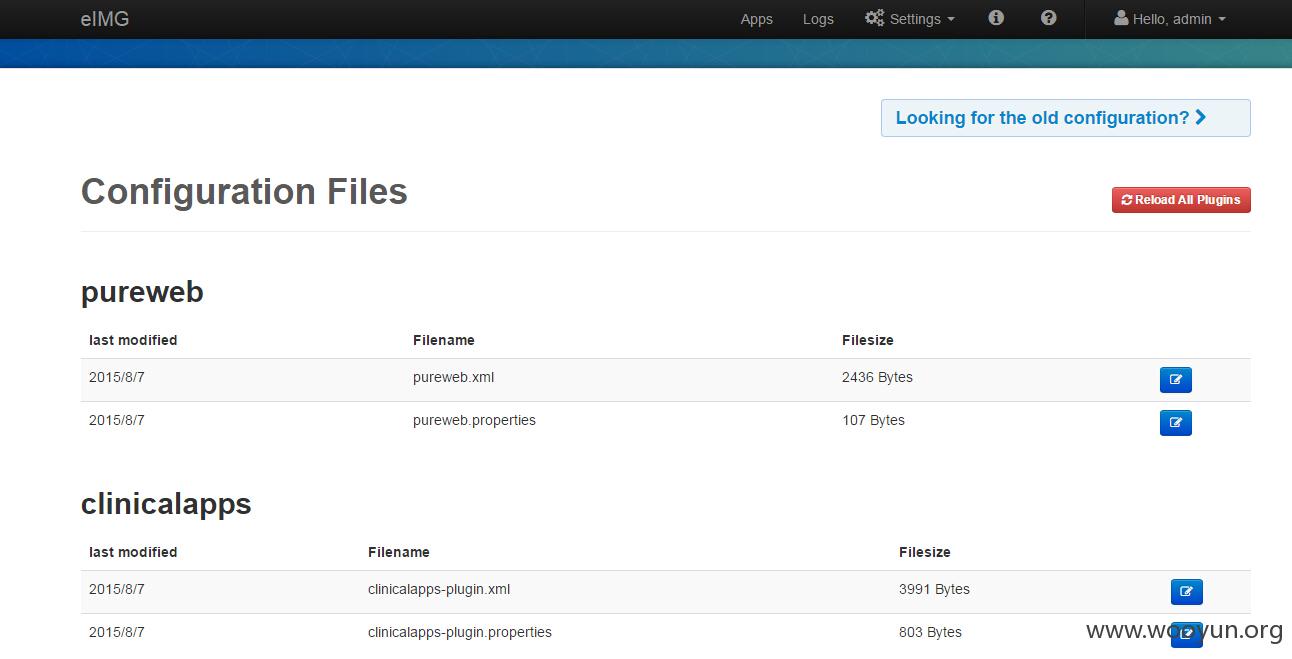 eIMG Apps Logs Settings Hello, admin
Looking for the old configuration?
Configuration Files
Reload All Plugins
pureweb
last modified Filename Filesize
2015/8/7 pureweb.xml 2436 Bytes
2015/8/7 pureweb.properties 107 Bytes
clinicalapps
last modified Filename Filesize
2015/8/7 clinicalapps-plugin.xml 3991 Bytes
2015/8/7 clinicalapps-plugin.properties 803 Bytes
www.wooyun.org